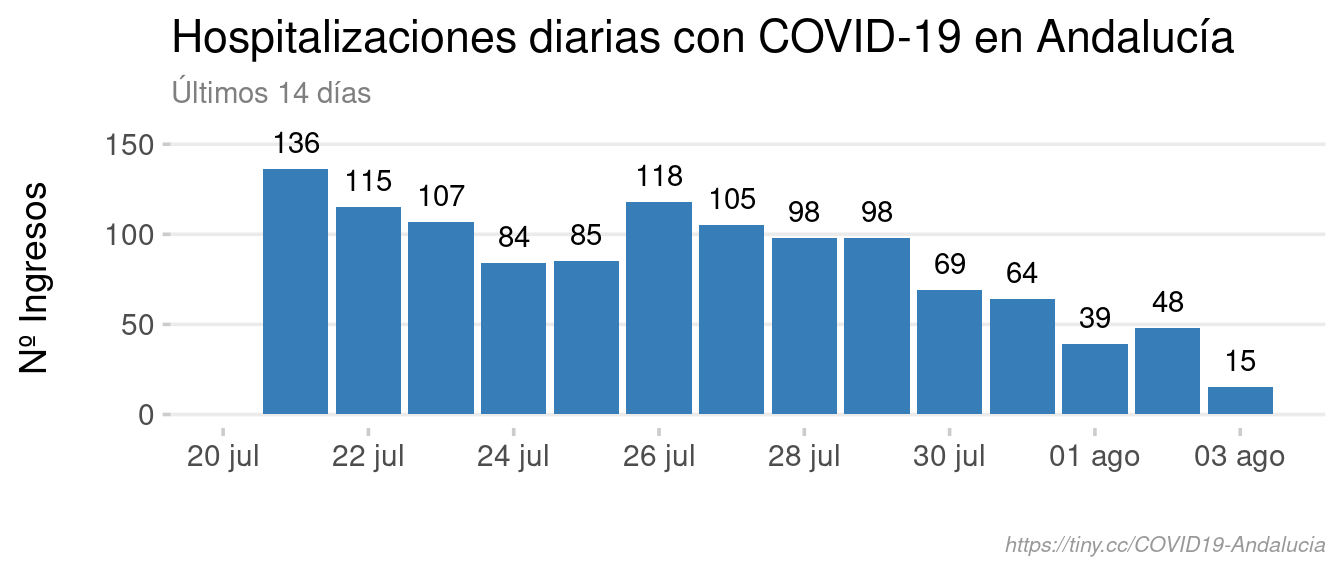 Hospitalizaciones diarias con COVID-19 en Andalucía
Últimos 14 días
Nº Ingresos
150
100
50
0
136
115
107
84
85
118
105
98
98
69
64
39
48
15
20 jul
22 jul
24 jul
26 jul
28 jul
30 jul
01 ago
03 ago
https://tiny.cc/COVID19-Andalucia